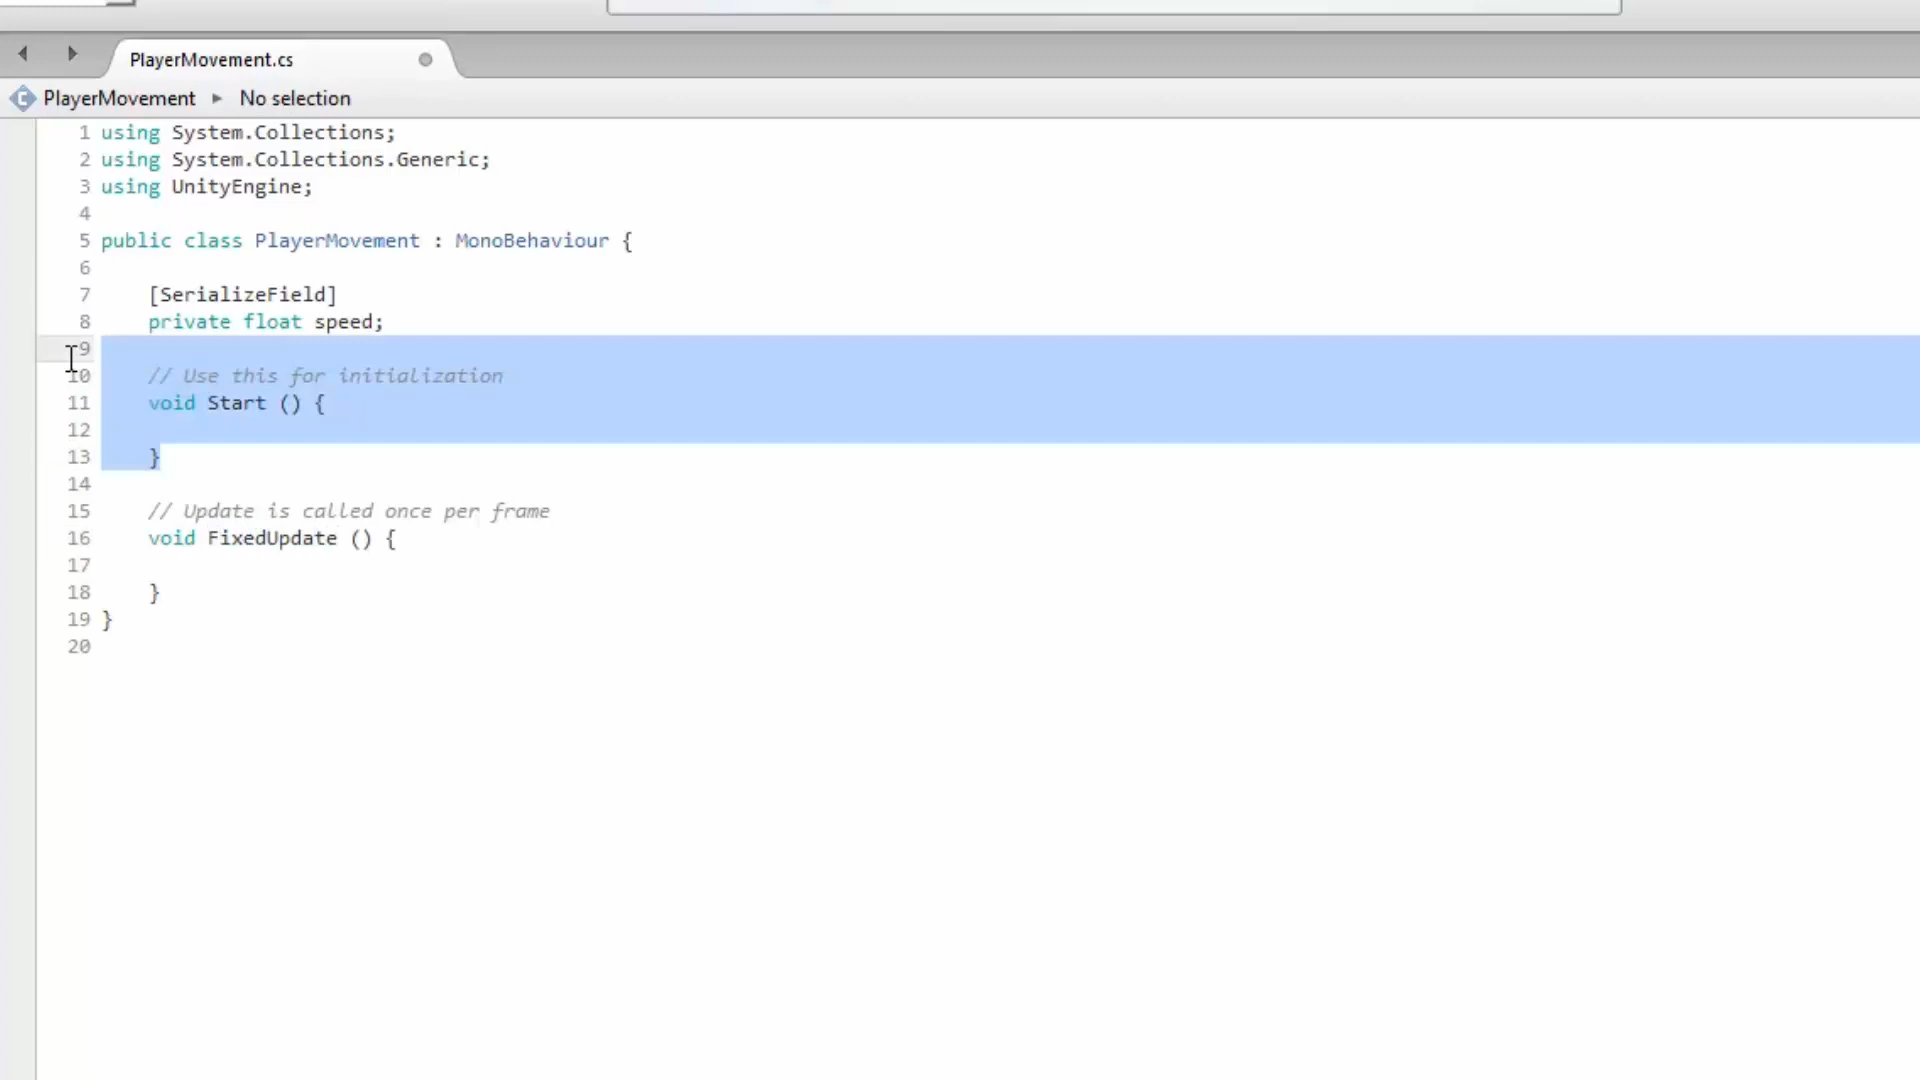 PlayerMovement.cs
PlayerMovement ▸ No selection
1 using System.Collections;
2 using System.Collections.Generic;
3 using UnityEngine;
4
5 public class PlayerMovement : MonoBehaviour {
6
7 [SerializeField]
8 private float speed;
9
10 // Use this for initialization
11 void Start () {
12
13 }
14
15 // Update is called once per frame
16 void FixedUpdate () {
17
18 }
19 }
20